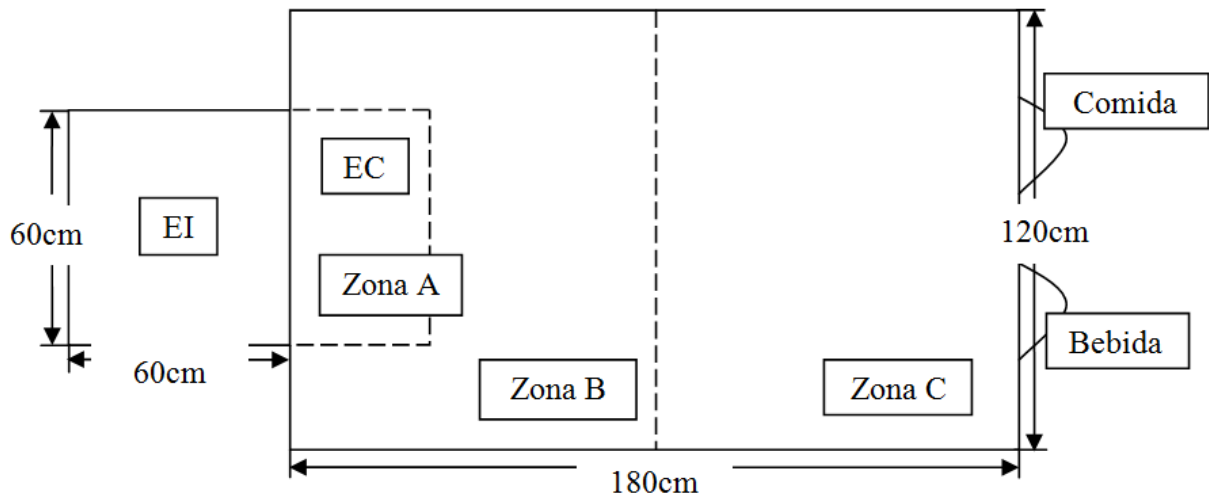 Comida
EC
EI
60cm
120cm
Zona A
Bebida
60cm
Zona B
Zona C
180cm